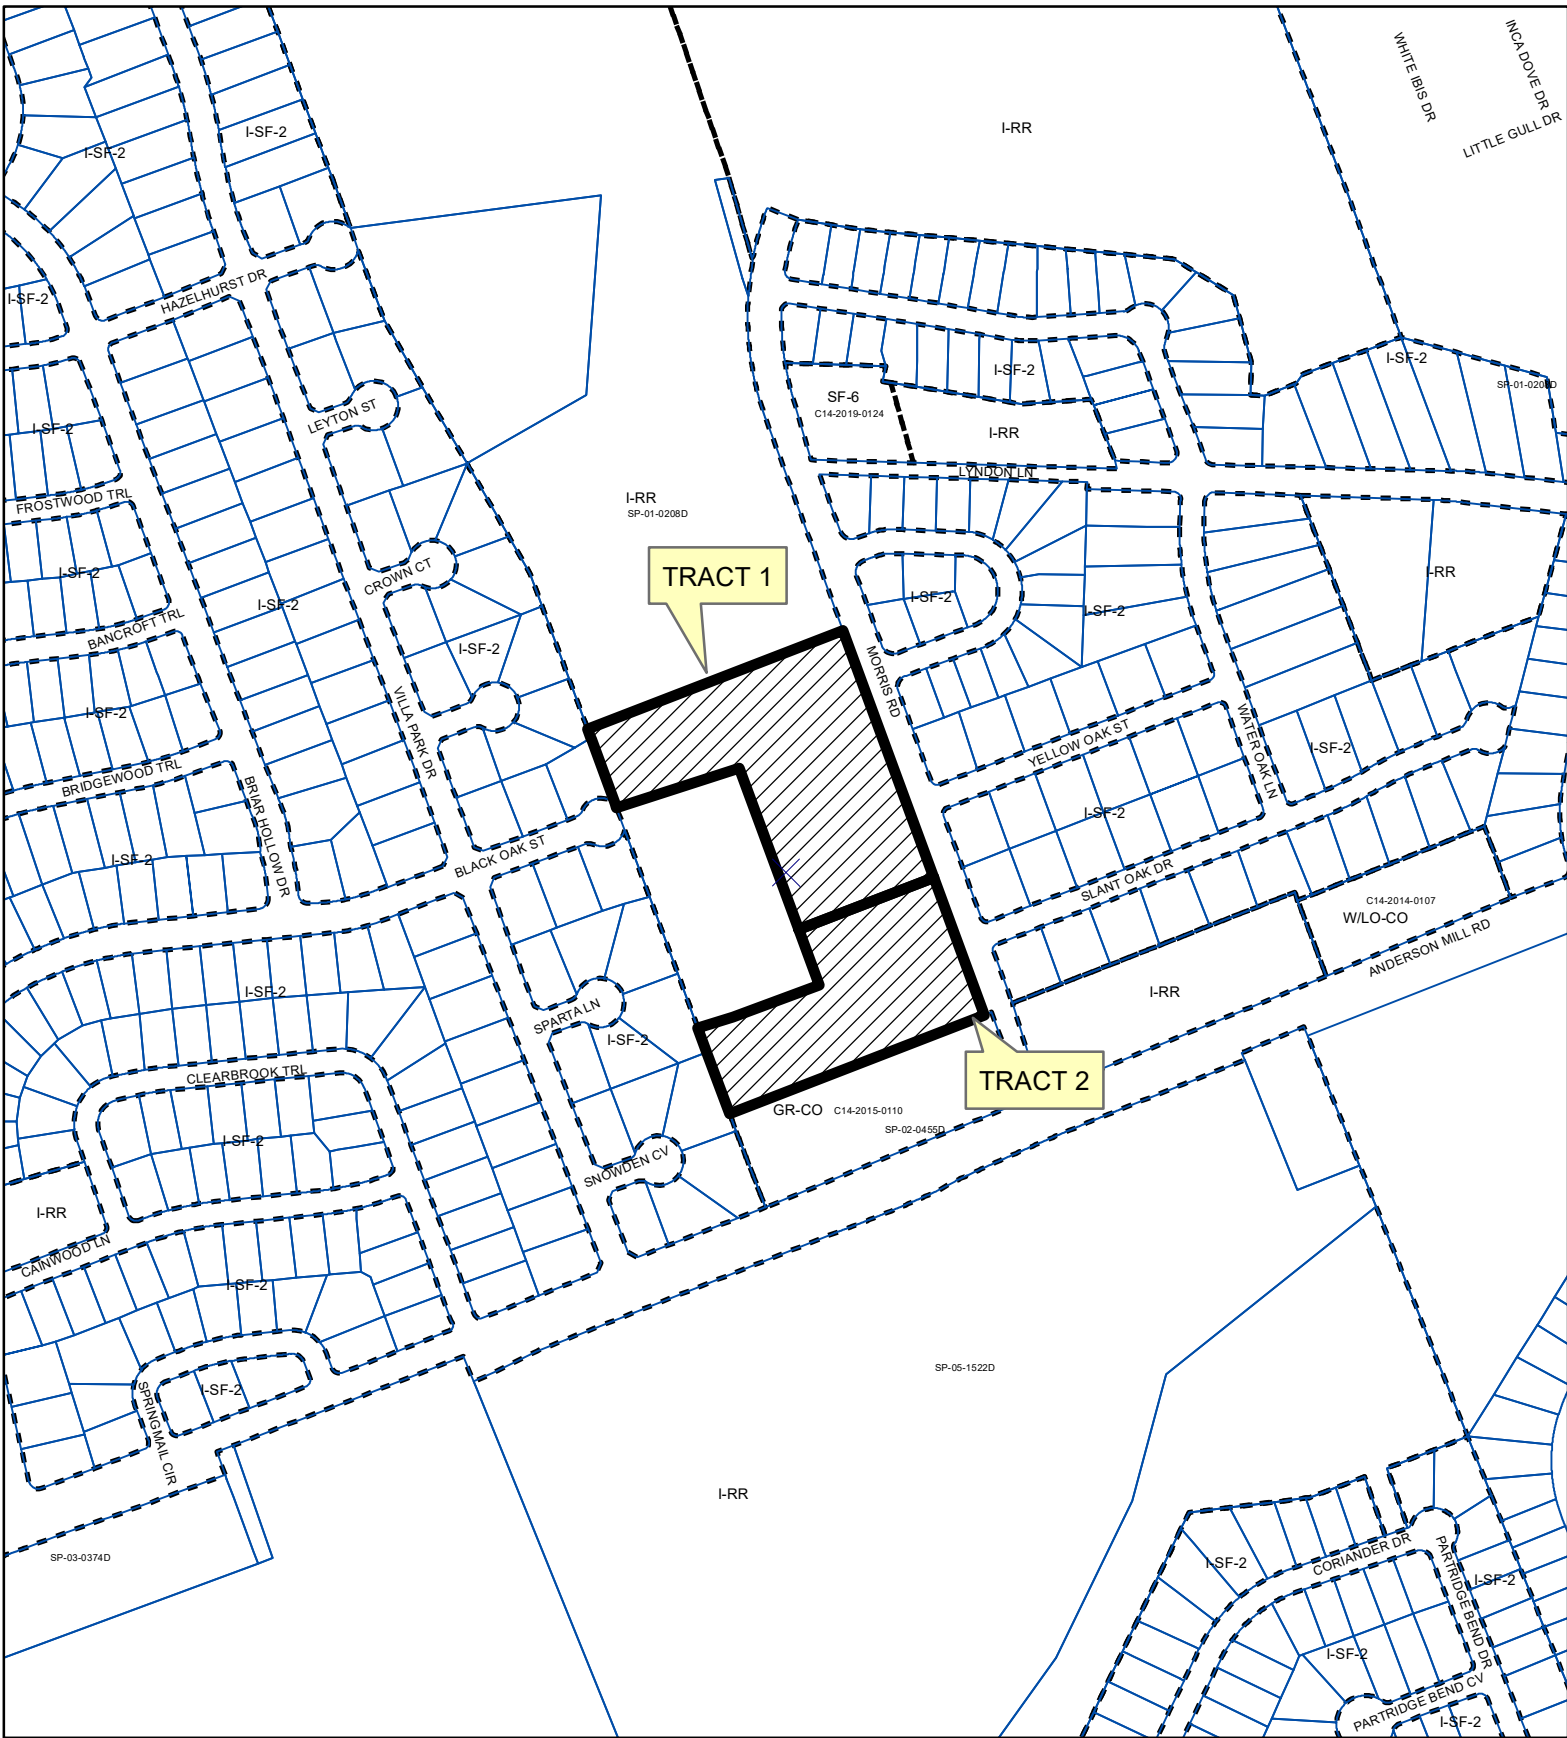 INCA DOVE DR
WHITE IBIS DR
LITTLE GULL DR
I-RR
I-SF-2
I-SF-2
HAZELHURST DR
I-SF-2
I-SF-2
I-SF-2
SP-01-0208D
SF-6
C14-2019-0124
LEYTON ST
I-SF-2
I-RR
LYNDON LN
FROSTWOOD TRL
I-RR
SP-01-0208D
CROWN CT
I-SF-2
TRACT 1
I-RR
I-SF-2
I-SF-2
I-SF-2
BANCROFT TRL
I-SF-2
MORRIS RD
VILLA PARK DR
I-SF-2
YELLOW OAK ST
WATER OAK LN
I-SF-2
BRIDGEWOOD TRL
BRIAR HOLLOW DR
I-SF-2
I-SF-2
BLACK OAK ST
SLANT OAK DR
C14-2014-0107
W/LO-CO
ANDERSON MILL RD
I-SF-2
I-RR
SPARTA LN
I-SF-2
CLEARBROOK TRL
TRACT 2
GR-CO
C14-2015-0110
SP-02-0455D
I-SF-2
SNOWDEN CV
I-RR
CAINWOOD LN
I-SF-2
SP-05-1522D
I-SF-2
SPRINGMAIL CIR
I-RR
SP-03-0374D
CORIANDER DR
I-SF-2
PARTRIDGE BEND DR
I-SF-2
I-SF-2
PARTRIDGE BEND CV
I-SF-2